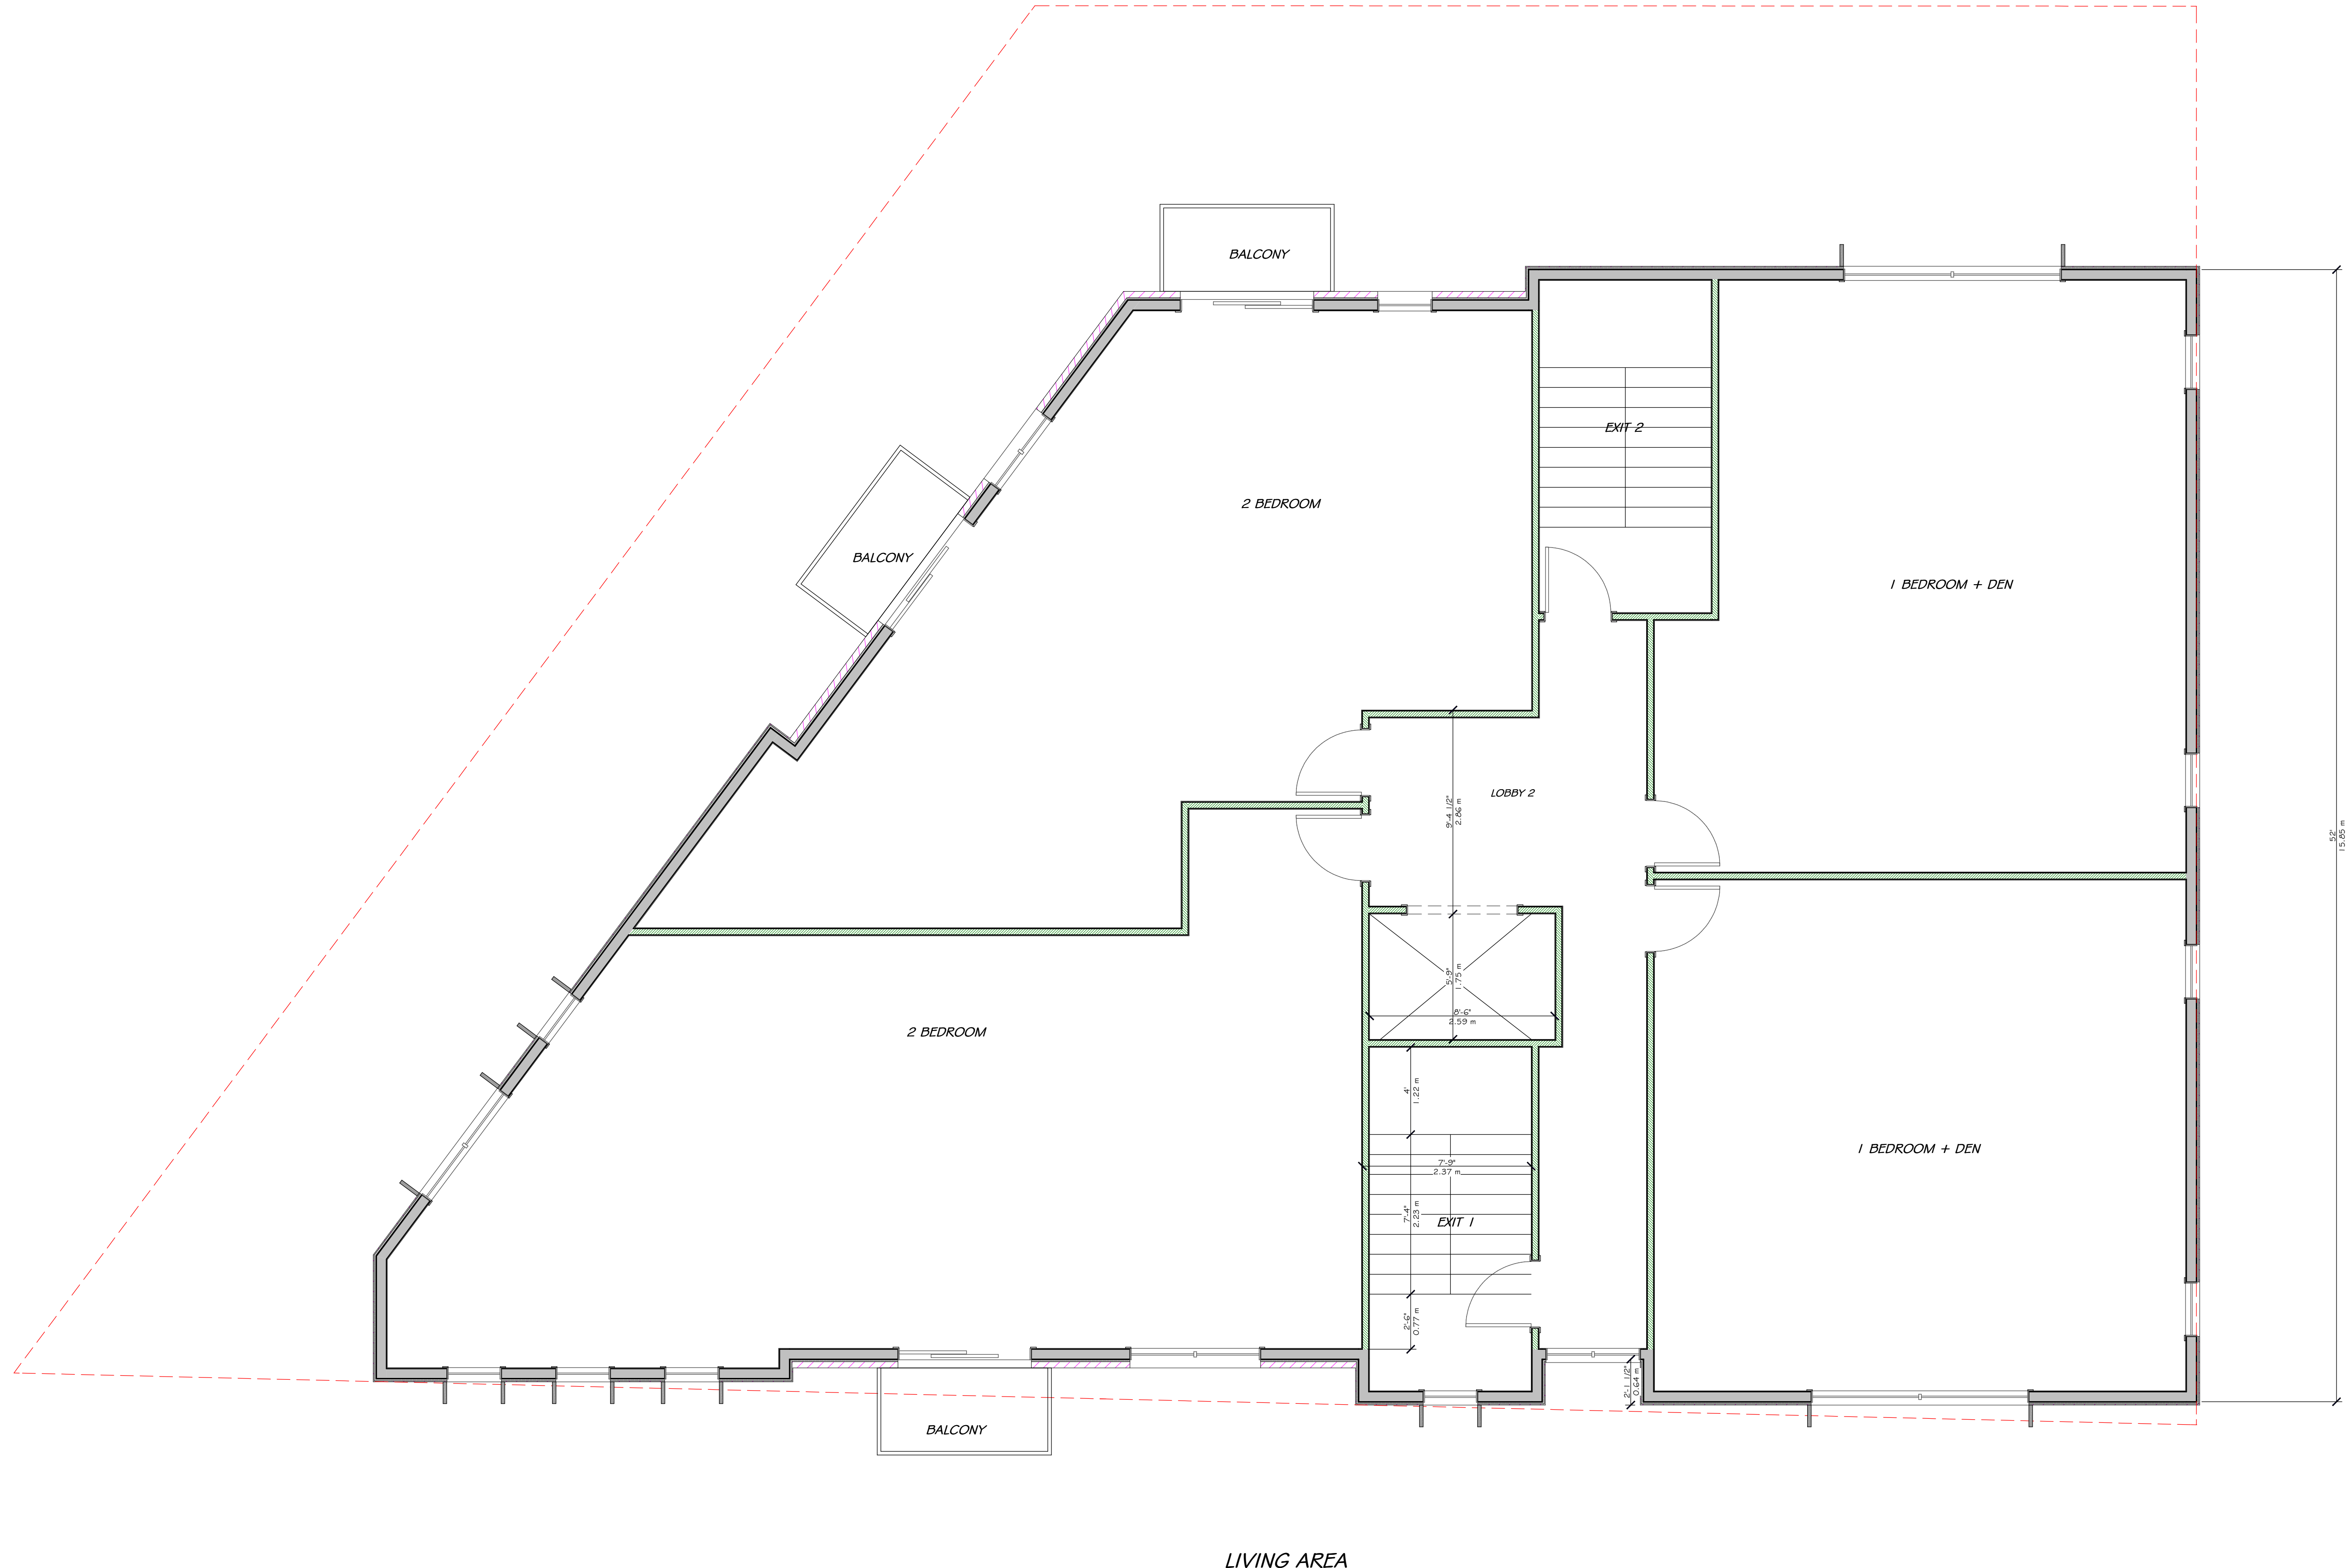 BALCONY
EXIT 2
2 BEDROOM
BALCONY
1 BEDROOM + DEN
LOBBY 2
9'-4 1/2"
2.86 m
52'
15.85 m
5'-9"
1.75 m
8'-6"
2.59 m
2 BEDROOM
4'
1.22 m
1 BEDROOM + DEN
7'-9"
2.37 m
7'-4"
2.23 m
EXIT 1
2'-6"
0.77 m
2'-1 1/2"
0.64 m
BALCONY
LIVING AREA